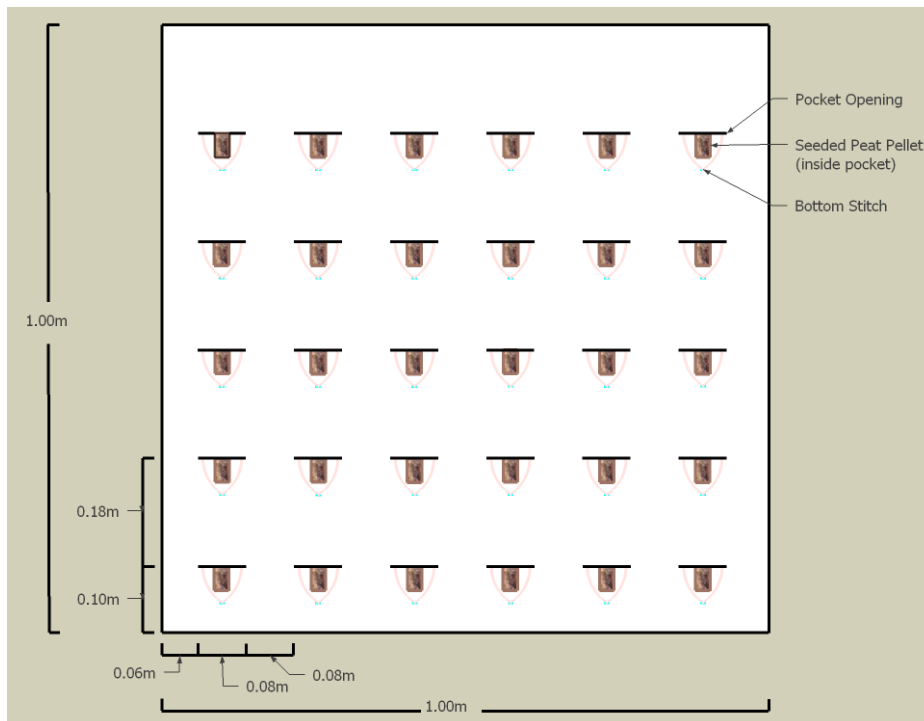 Pocket Opening
Seeded Peat Pellet
(inside pocket)
Bottom Stitch
1.00m
0.18m
0.10m
0.06m
0.08m
0.08m
1.00m